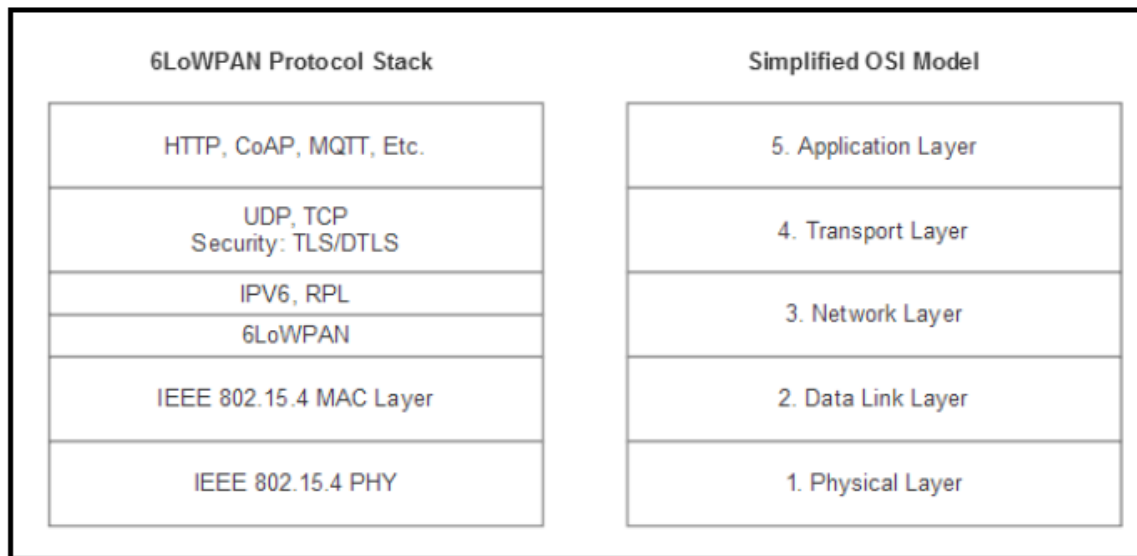 6LoWPAN Protocol Stack
HTTP, CoAP, MQTT, Etc.
UDP, TCP
Security: TLS/DTLS
IPV6, RPL
6LoWPAN
IEEE 802.15.4 MAC Layer
IEEE 802.15.4 PHY
Simplified OSI Model
5. Application Layer
4. Transport Layer
3. Network Layer
2. Data Link Layer
1. Physical Layer